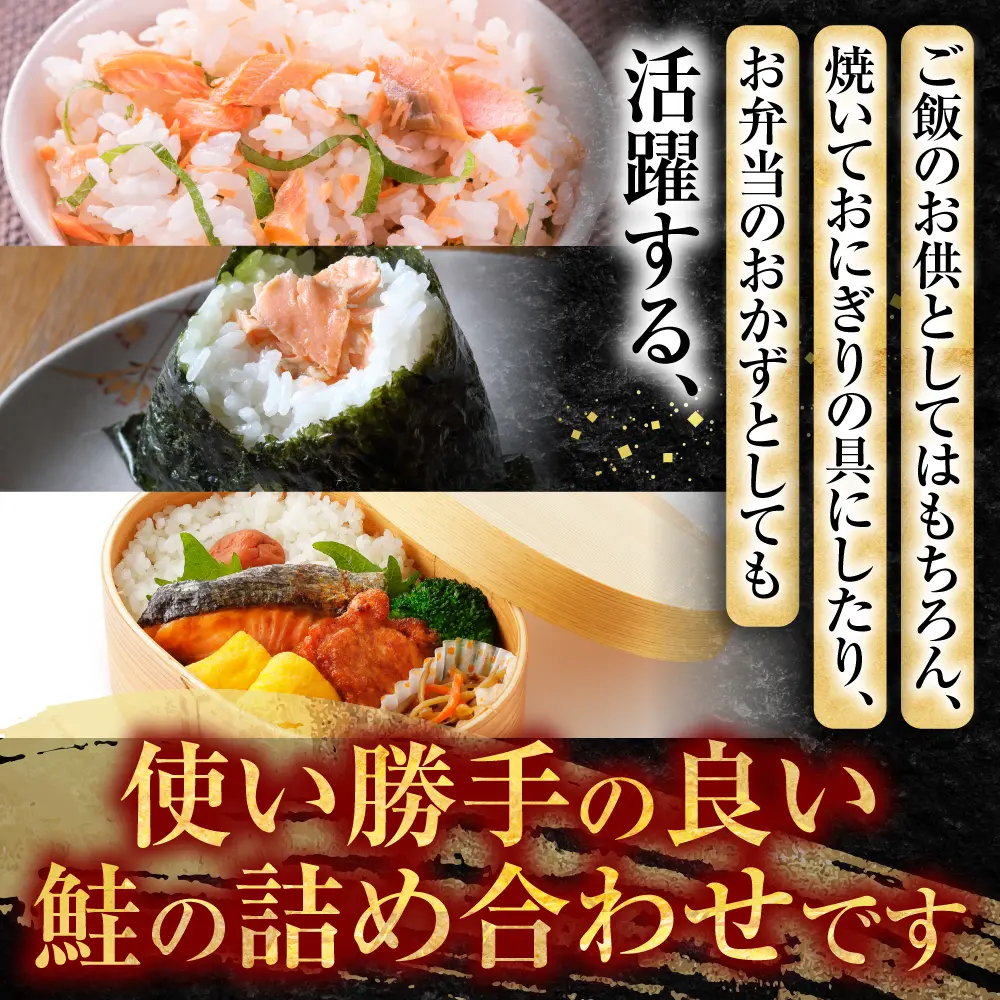 ご飯のお供としてはもちろん、
焼いておにぎりの具にしたり、
お弁当のおかずとしても
活躍する、
使い勝手の良い
鮭の詰め合わせです